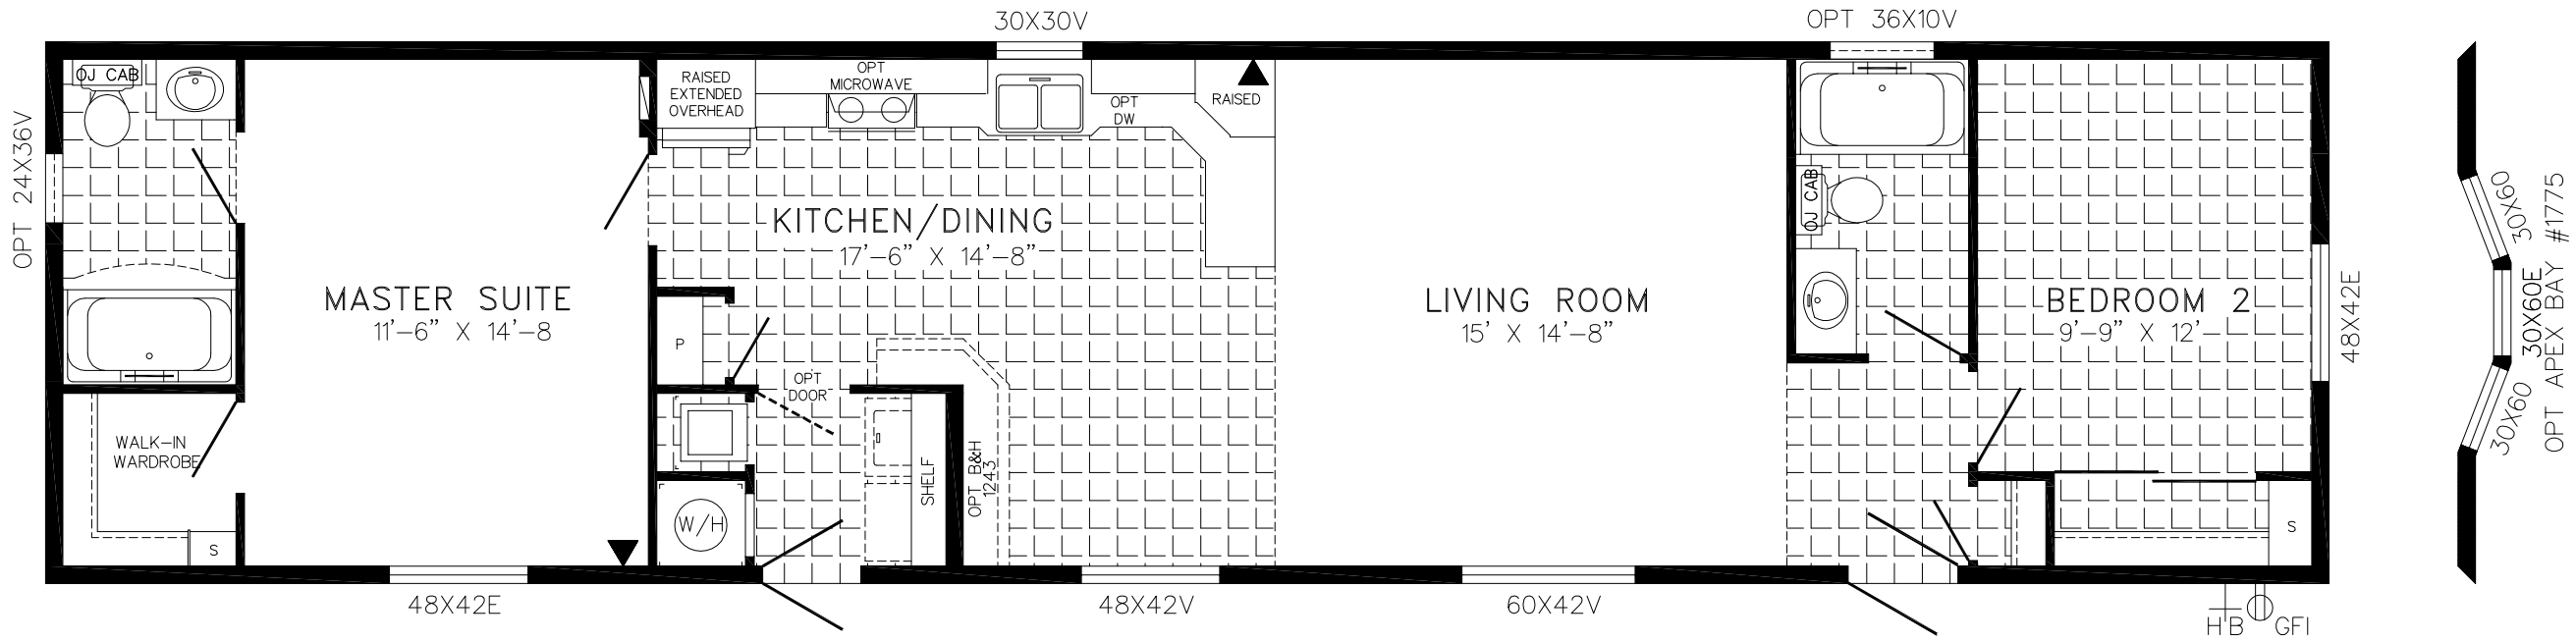 30X30V
OPT 36X10V
OPT 24X36V
OJ CAB
RAISED
EXTENDED
OVERHEAD
OPT
MICROWAVE
OPT
DW
RAISED
KITCHEN/DINING
17'-6" X 14'-8"
MASTER SUITE
11'-6" X 14'-8
LIVING ROOM
15' X 14'-8"
OJ CAB
BEDROOM 2
9'-9" X 12'
48X42E
P
OPT
DOOR
WALK-IN
WARDROBE
S
W/H
SHELF
OPT B&H
1243
S
48X42E
48X42V
60X42V
HB
GFI
30X60
30X60E
30X60
OPT APEX BAY #1775